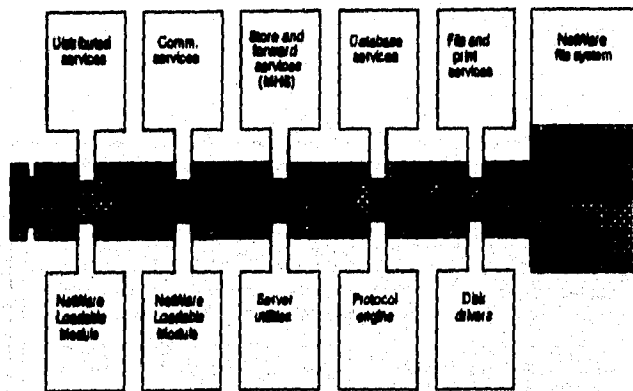 Distributed
services
Comm.
services
Store and
forward
services
(MHS)
Database
services
File and
print
services
NetWare
file system
NetWare
Loadable
Module
NetWare
Loadable
Module
Server
utilities
Protocol
engine
Disk
drivers